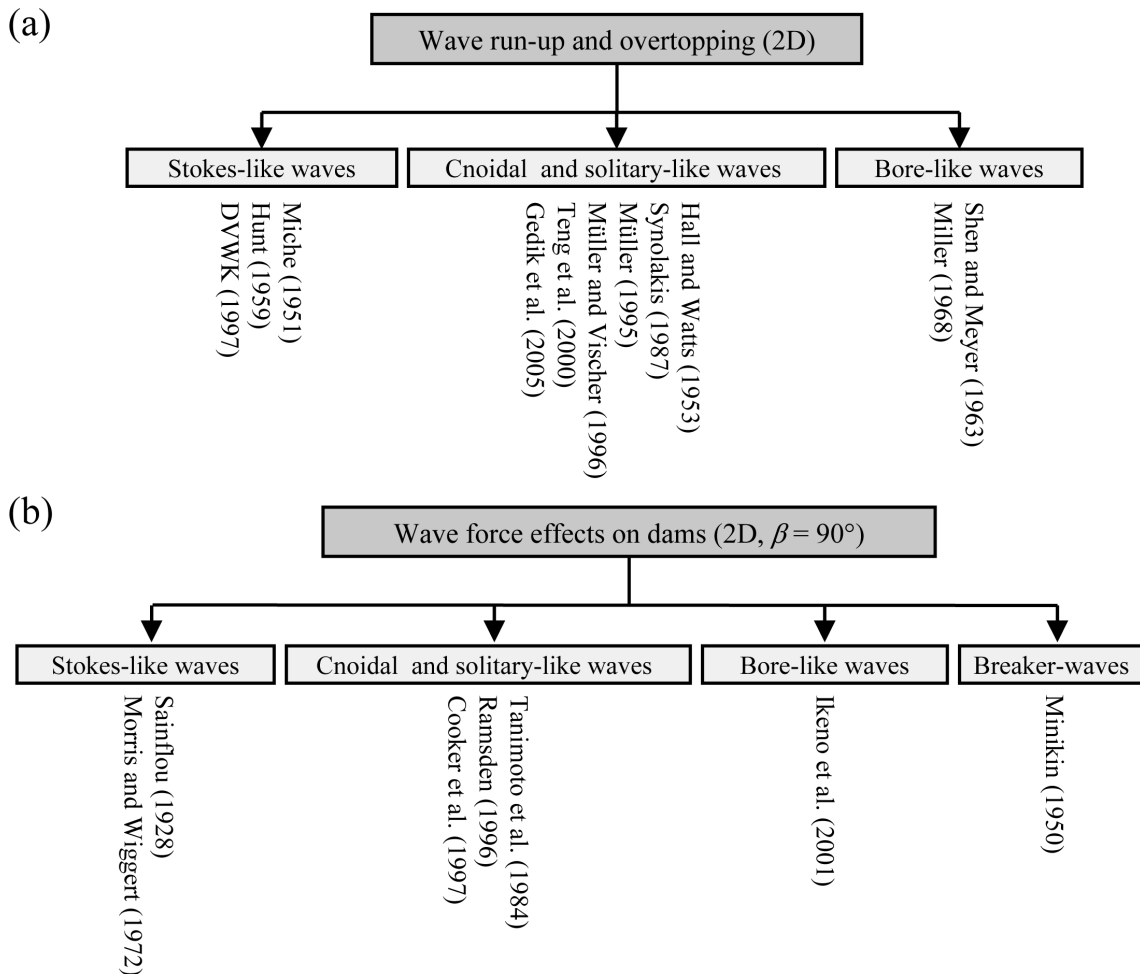 (a)
Wave run-up and overtopping (2D)
Stokes-like waves
Miche (1951)
Hunt (1959)
DVWK (1997)
Cnoidal and solitary-like waves
Hall and Watts (1953)
Synolakis (1987)
Müller (1995)
Müller and Vischer (1996)
Teng et al. (2000)
Gedik et al. (2005)
Bore-like waves
Shen and Meyer (1963)
Miller (1968)
(b)
Wave force effects on dams (2D, β = 90°)
Stokes-like waves
Sainflou (1928)
Morris and Wiggert (1972)
Cnoidal and solitary-like waves
Tanimoto et al. (1984)
Ramsden (1996)
Cooker et al. (1997)
Bore-like waves
Ikeno et al. (2001)
Breaker-waves
Minikin (1950)